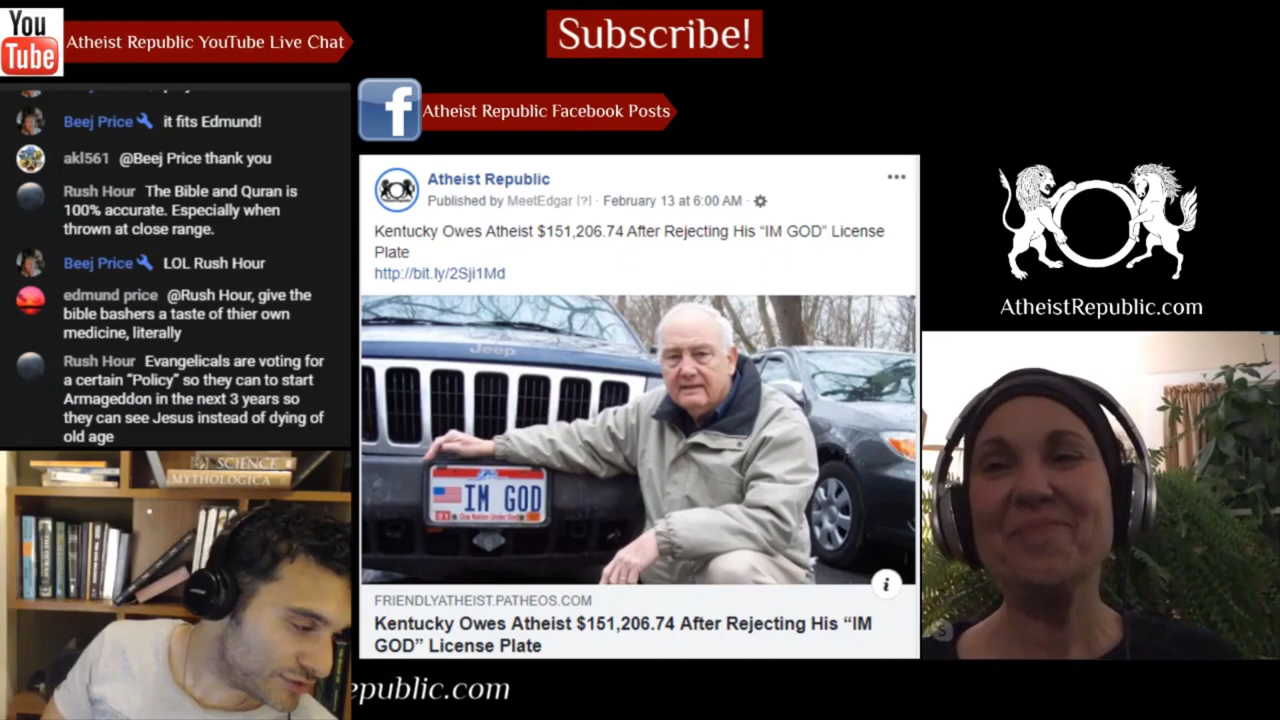 You
Tube
Atheist Republic YouTube Live Chat
Subscribe!
Beej Price it fits Edmund!
akl561 @Beej Price thank you
Rush Hour The Bible and Quran is
100% accurate. Especially when
thrown at close range.
Beej Price LOL Rush Hour
edmund price @Rush Hour, give the
bible bashers a taste of thier own
medicine, literally
Rush Hour Evangelicals are voting for
a certain “Policy” so they can to start
Armageddon in the next 3 years so
they can see Jesus instead of dying of
old age
f
Atheist Republic Facebook Posts
Atheist Republic
Published by MeetEdgar [?] · February 13 at 6:00 AM ·
Kentucky Owes Atheist $151,206.74 After Rejecting His “IM GOD” License
Plate
http://bit.ly/2Sji1Md
Jeep
IM GOD
One Nation Under God
i
FRIENDLYATHEIST.PATHEOS.COM
Kentucky Owes Atheist $151,206.74 After Rejecting His “IM
GOD” License Plate
AtheistRepublic.com
S
SCIENCE
MYTHOLOGICA
epublic.com